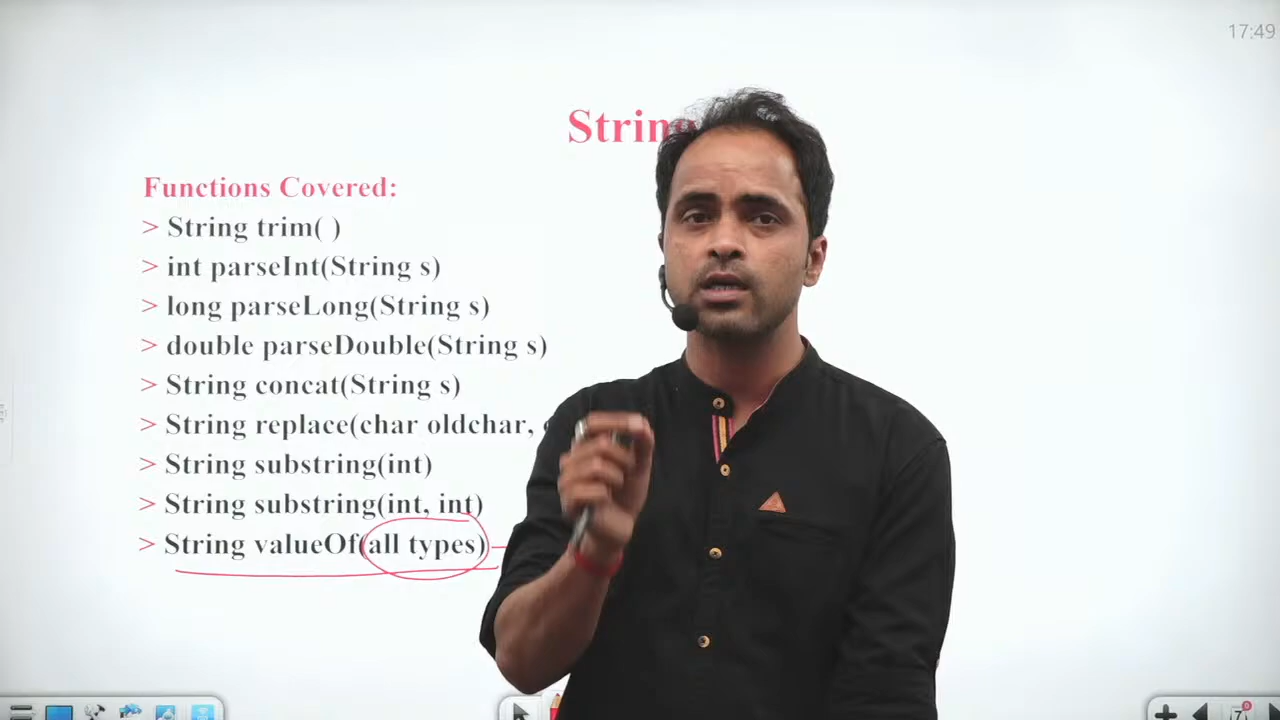 17:49
String
Functions Covered:
> String trim( )
> int parseInt(String s)
> long parseLong(String s)
> double parseDouble(String s)
> String concat(String s)
> String replace(char oldchar,
> String substring(int)
> String substring(int, int)
> String valueOf(all types)